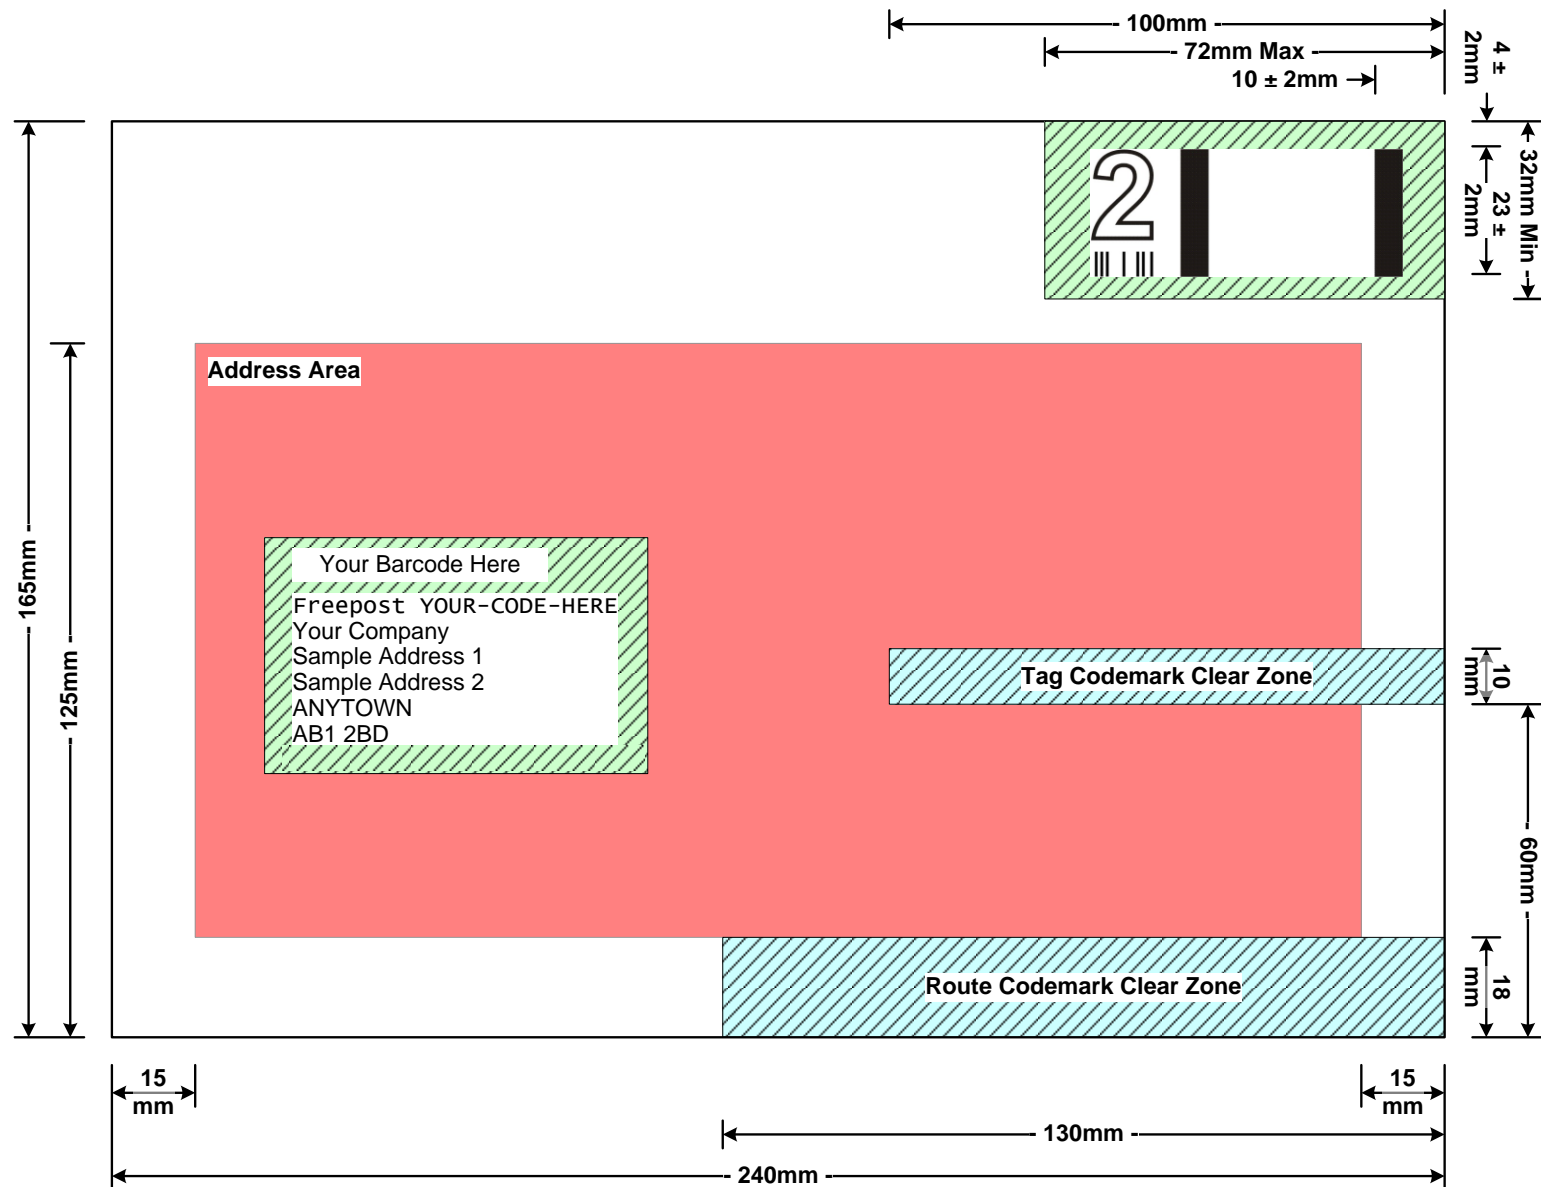 - 100mm -
- 72mm Max -
10 ± 2mm
4 ±
2mm
2
23 ±
2mm
- 32mm Min -
Address Area
Your Barcode Here
Freepost YOUR-CODE-HERE
Your Company
Sample Address 1
Sample Address 2
ANYTOWN
AB1 2BD
- 165mm -
- 125mm -
Tag Codemark Clear Zone
10
mm
- 60mm -
Route Codemark Clear Zone
18
mm
15
mm
15
mm
- 130mm -
- 240mm -